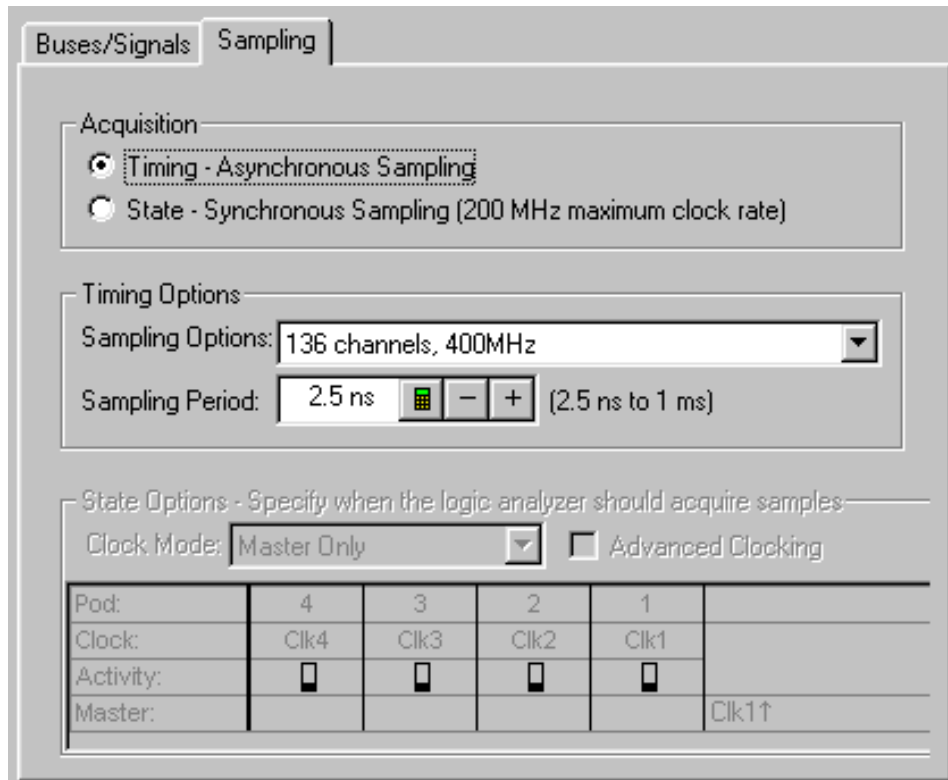 Buses/Signals Sampling
Acquisition
Timing - Asynchronous Sampling
State - Synchronous Sampling (200 MHz maximum clock rate)
Timing Options
Sampling Options: 136 channels, 400MHz
Sampling Period: 2.5 ns - + (2.5 ns to 1 ms)
State Options - Specify when the logic analyzer should acquire samples
Clock Mode: Master Only Advanced Clocking
Pod: 4 3 2 1
Clock: Clk4 Clk3 Clk2 Clk1
Activity:
Master: Clk1↑